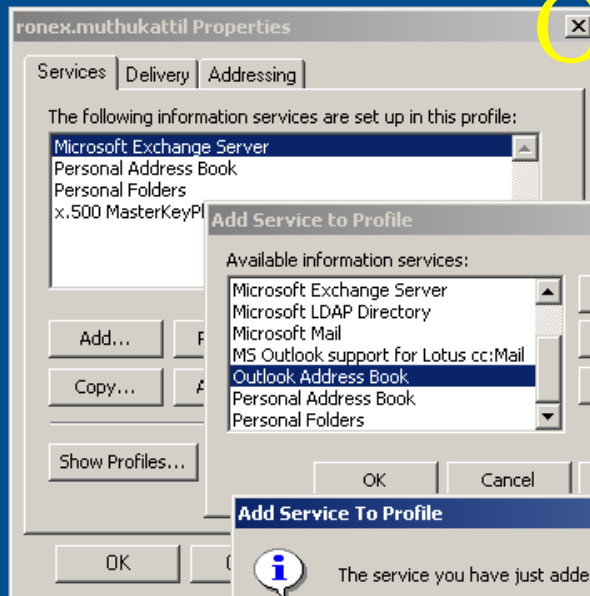 ronex.muthukattil Properties
Services Delivery Addressing
The following information services are set up in this profile:
Microsoft Exchange Server
Personal Address Book
Personal Folders
x.500 MasterKeyPl
Add Service to Profile
Available information services:
Microsoft Exchange Server
Microsoft LDAP Directory
Microsoft Mail
MS Outlook support for Lotus cc:Mail
Outlook Address Book
Personal Address Book
Personal Folders
Add...
Copy...
Show Profiles...
OK Cancel
Add Service To Profile
OK
The service you have just adde